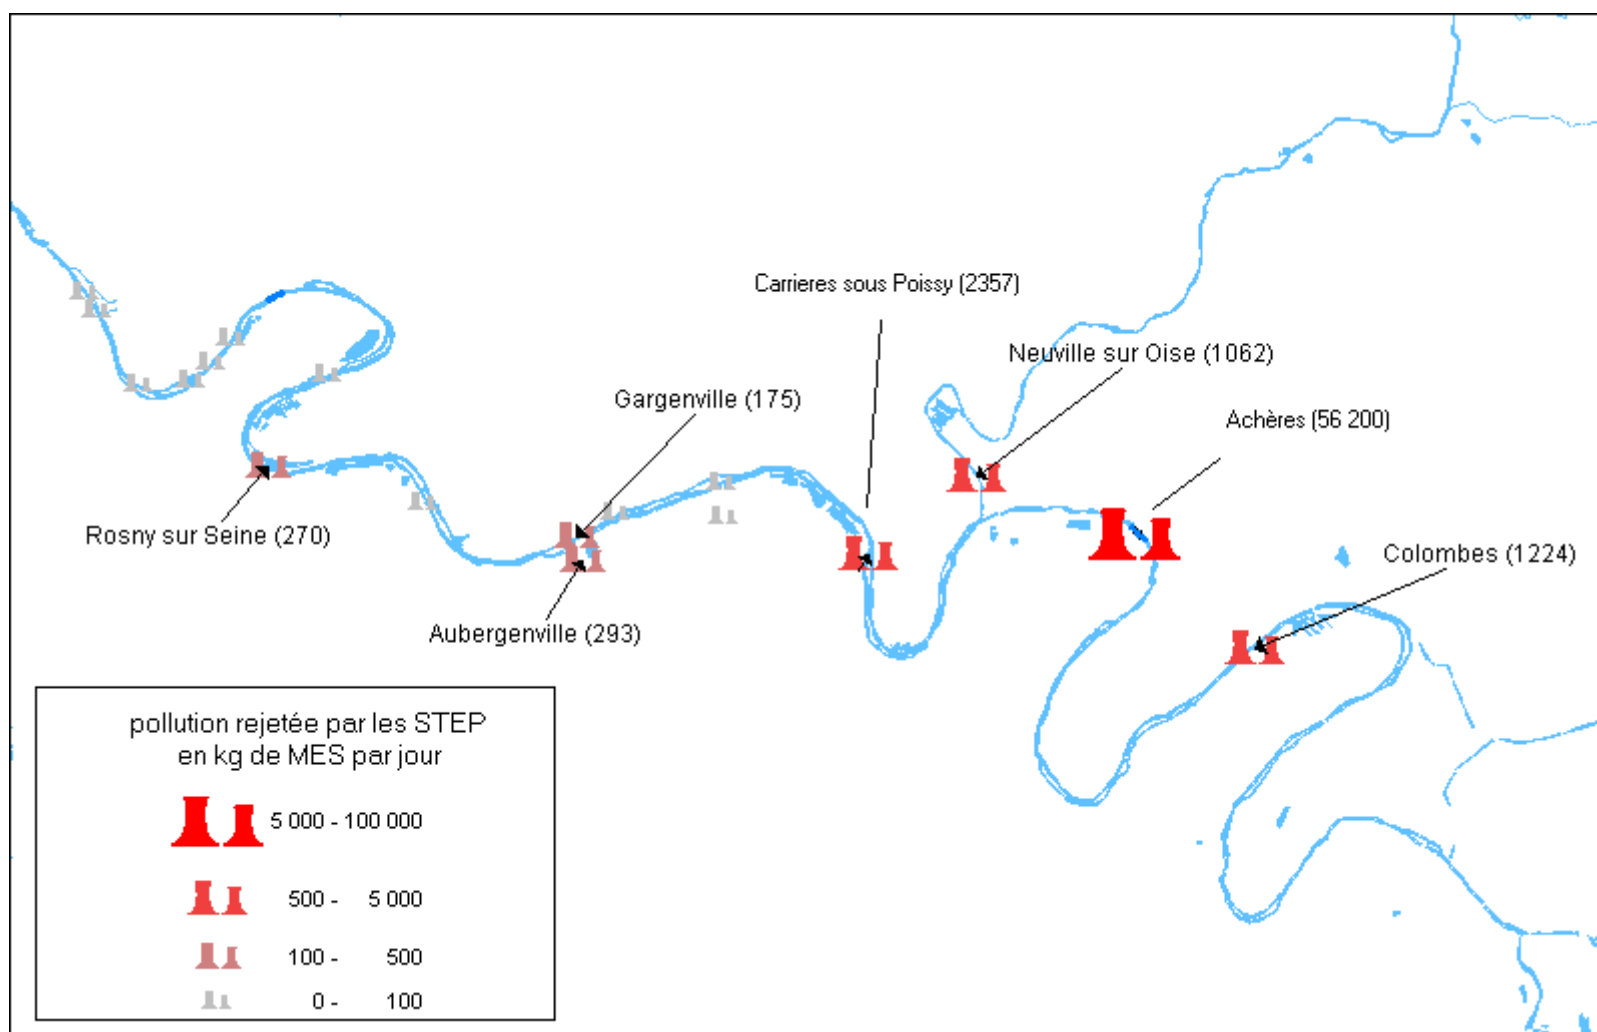 Carrieres sous Poissy (2357)
Neuville sur Oise (1062)
Gargenville (175)
Achères (56 200)
Rosny sur Seine (270)
Colombes (1224)
Aubergenville (293)
pollution rejetée par les STEP
en kg de MES par jour
5 000 - 100 000
500 - 5 000
100 - 500
0 - 100